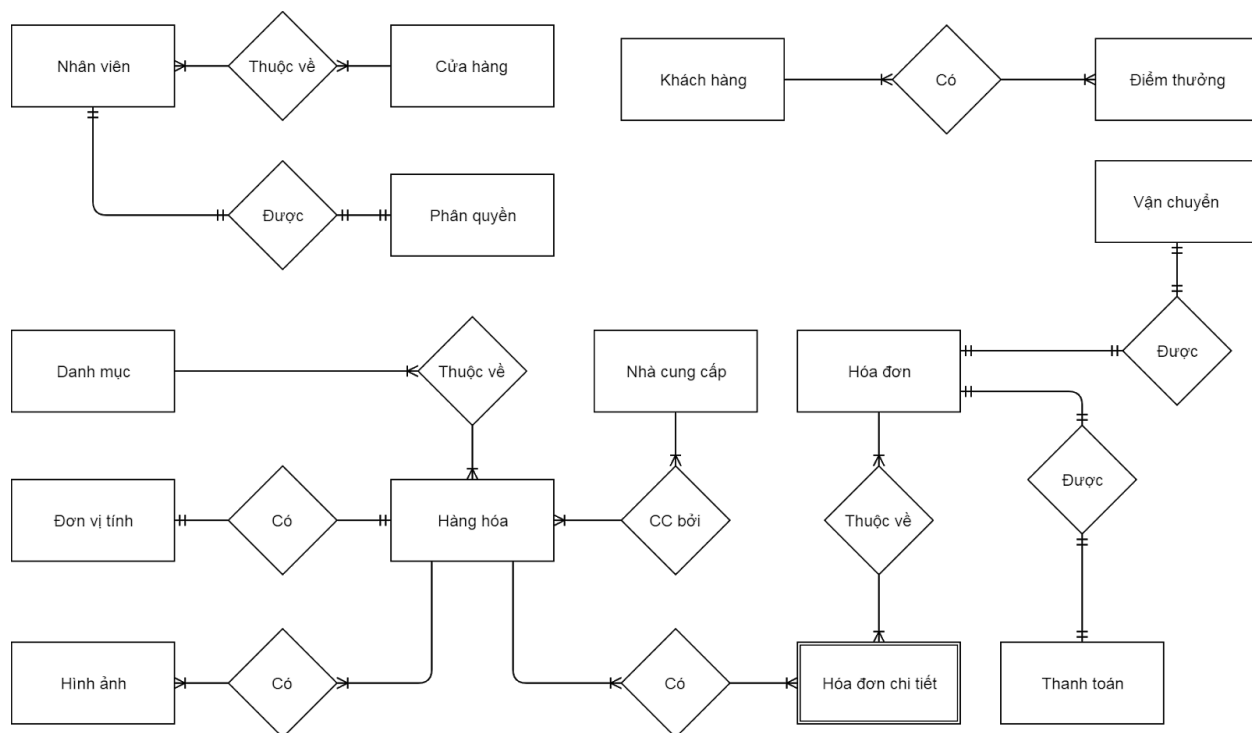 Nhân viên
Thuộc về
Cửa hàng
Khách hàng
Có
Điểm thưởng
Được
Phân quyền
Vận chuyển
Được
Danh mục
Thuộc về
Nhà cung cấp
Hóa đơn
Được
Đơn vị tính
Có
Hàng hóa
CC bởi
Thuộc về
Hình ảnh
Có
Có
Hóa đơn chi tiết
Thanh toán